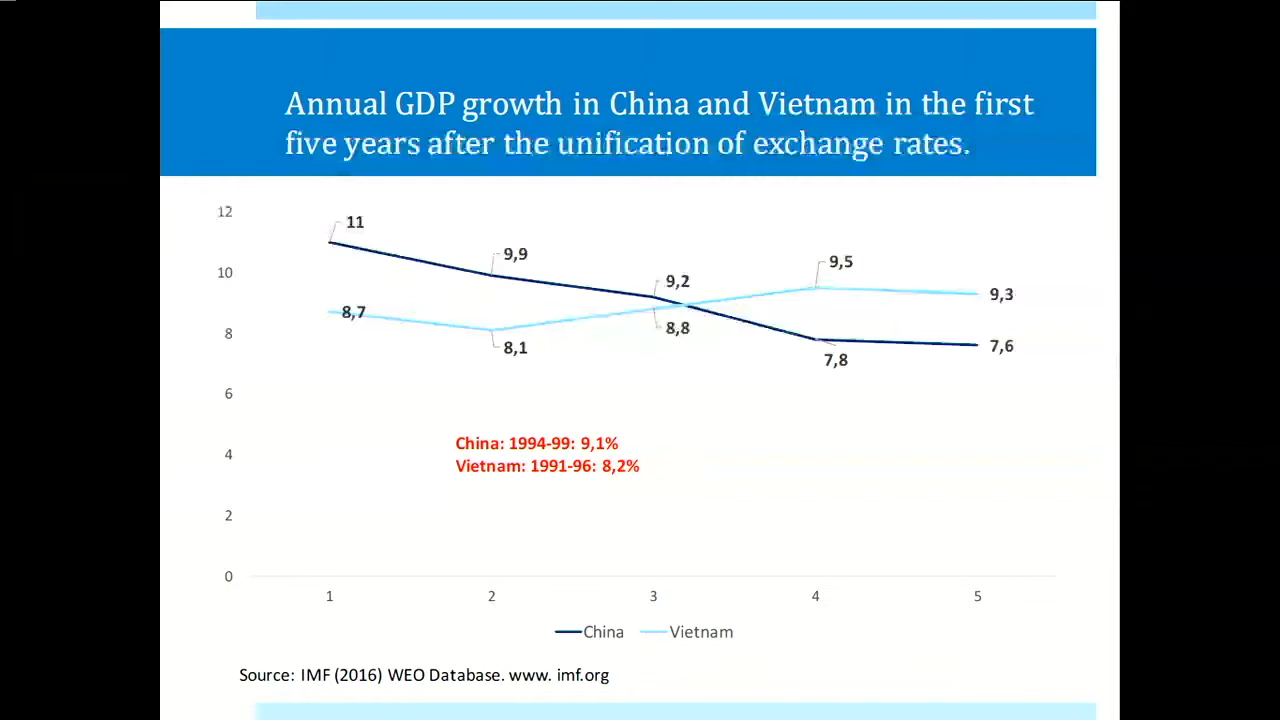 Annual GDP growth in China and Vietnam in the first
five years after the unification of exchange rates.
12
10
8
6
4
2
0
11
9,9
9,2
9,5
9,3
8,7
8,1
8,8
7,8
7,6
China: 1994-99: 9,1%
Vietnam: 1991-96: 8,2%
1 2 3 4 5
China Vietnam
Source: IMF (2016) WEO Database. www. imf.org